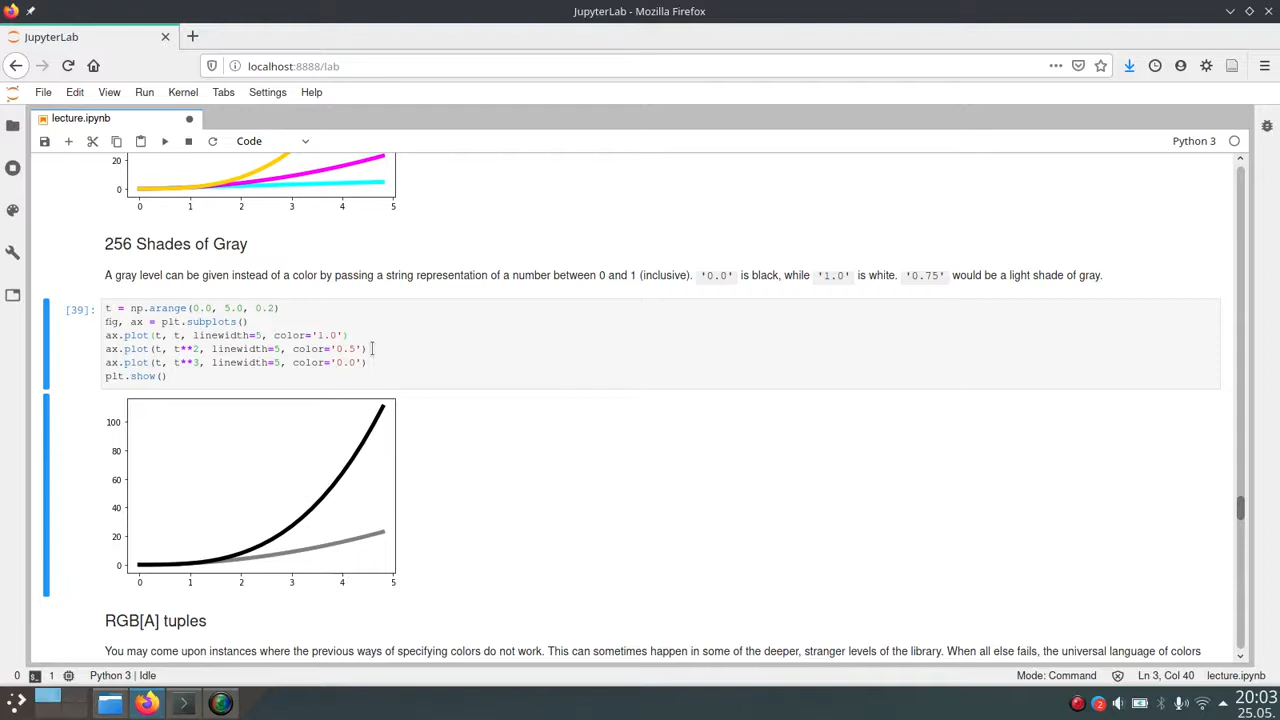 JupyterLab - Mozilla Firefox
JupyterLab
localhost:8888/lab
File Edit View Run Kernel Tabs Settings Help
lecture.ipynb
Code
Python 3
20
0
0 1 2 3 4 5
256 Shades of Gray
A gray level can be given instead of a color by passing a string representation of a number between 0 and 1 (inclusive). '0.0' is black, while '1.0' is white. '0.75' would be a light shade of gray.
[39]: t = np.arange(0.0, 5.0, 0.2)
fig, ax = plt.subplots()
ax.plot(t, t, linewidth=5, color='1.0')
ax.plot(t, t**2, linewidth=5, color='0.5')
ax.plot(t, t**3, linewidth=5, color='0.0')
plt.show()
100
80
60
40
20
0
0 1 2 3 4 5
RGB[A] tuples
You may come upon instances where the previous ways of specifying colors do not work. This can sometimes happen in some of the deeper, stranger levels of the library. When all else fails, the universal language of colors
0 1 Python 3 | Idle Mode: Command Ln 3, Col 40 lecture.ipynb
2
20:03
25.05.